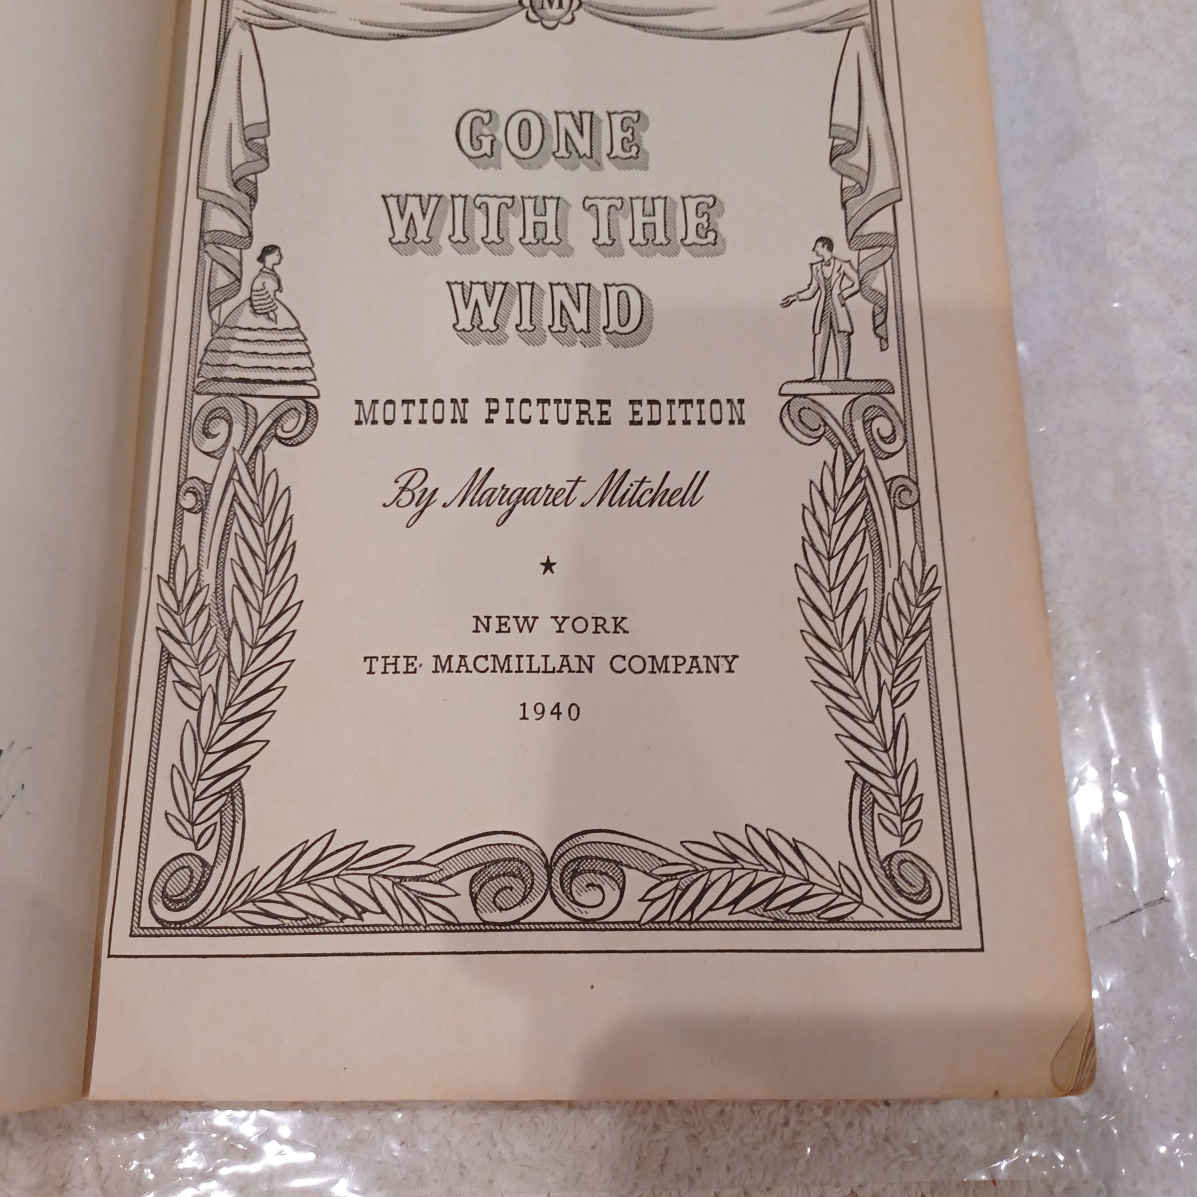 M
GONE
WITH THE
WIND
MOTION PICTURE EDITION
By Margaret Mitchell
NEW YORK
THE MACMILLAN COMPANY
1940